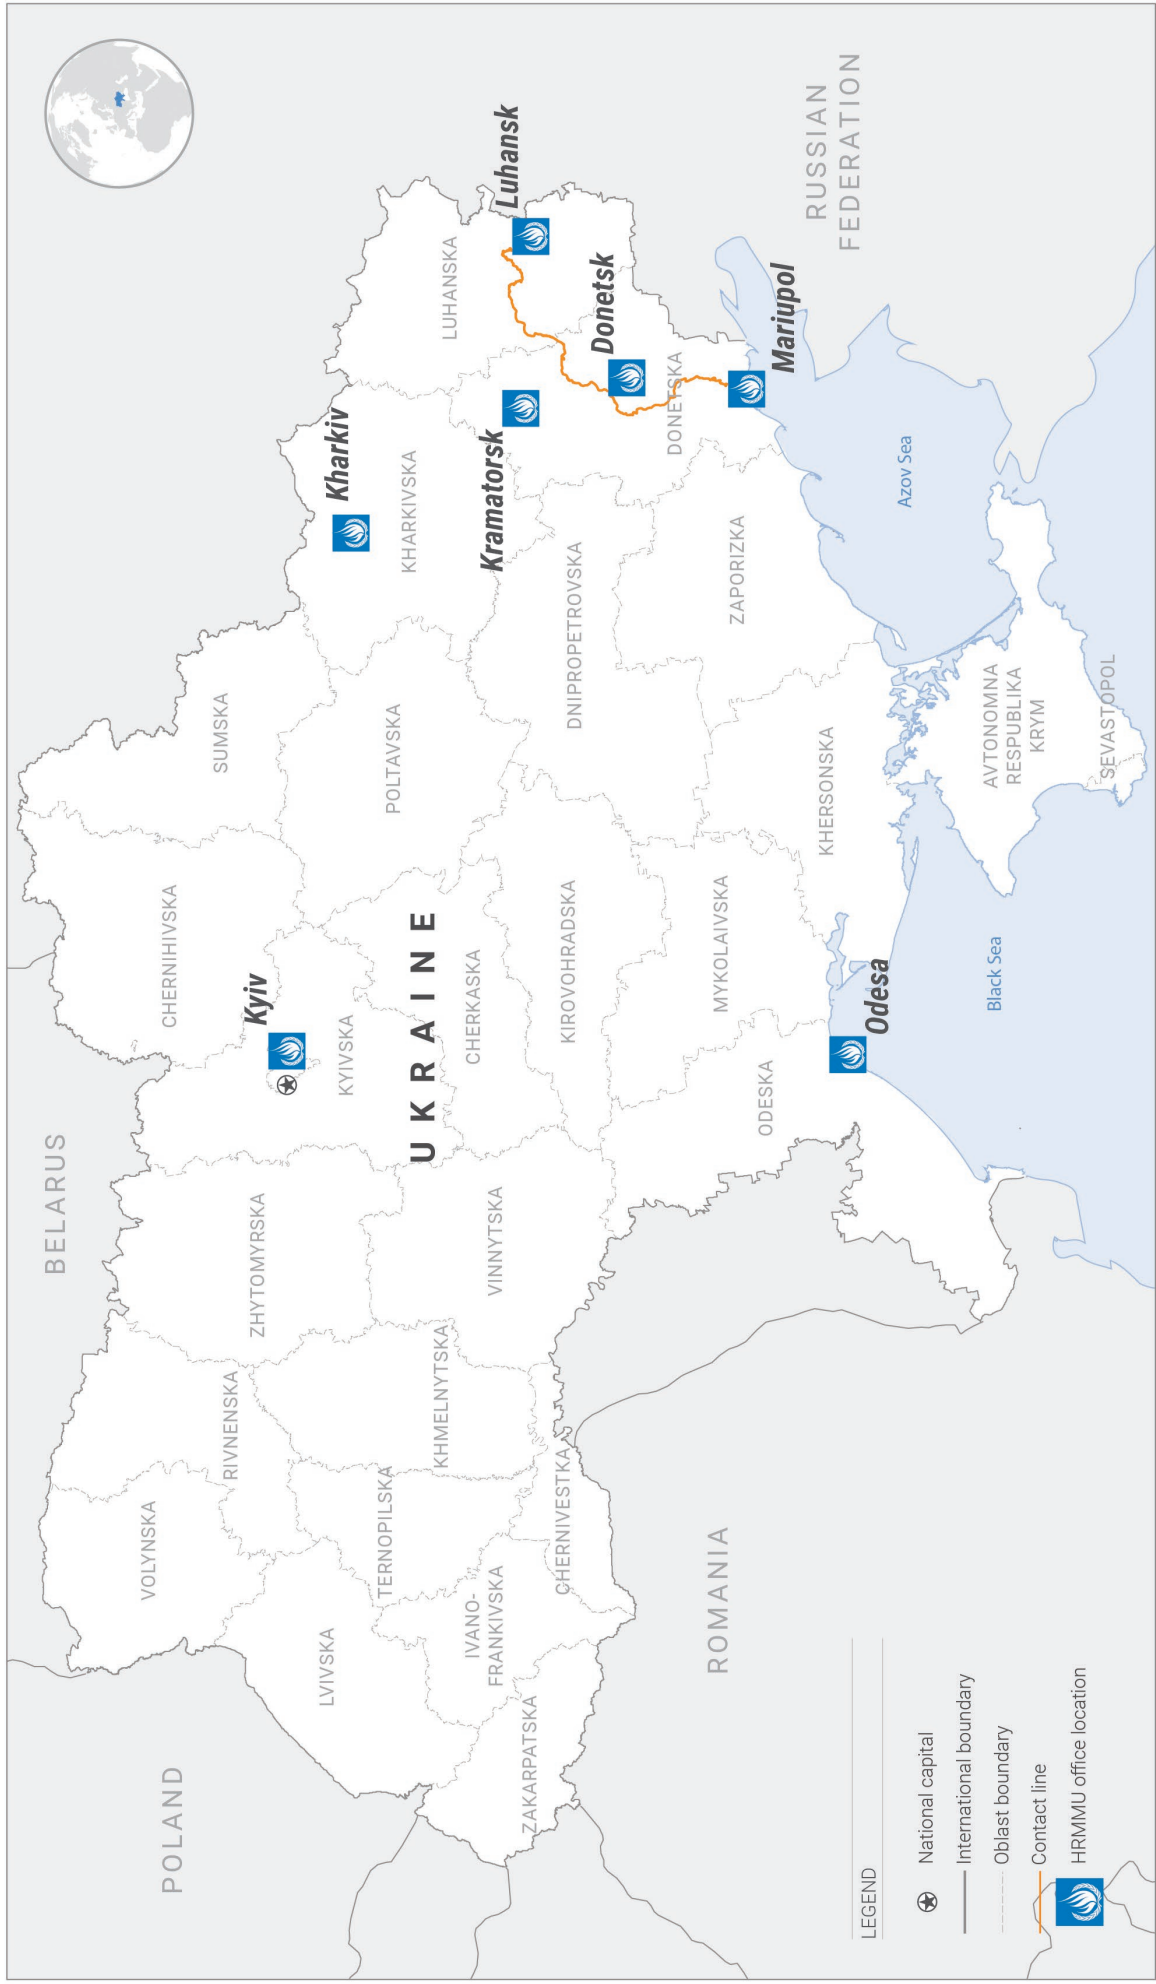 POLAND
BELARUS
RUSSIAN
FEDERATION
ROMANIA
UKRAINE
VOLYNSKA
RIVNENSKA
ZHYTOMYRSKA
CHERNIHIVSKA
SUMSKA
Kyiv
KYIVSKA
LVIVSKA
TERNOPILSKA
KHMELNYTSKA
VINNYTSKA
CHERKASKA
POLTAVSKA
Kharkiv
KHARKIVSKA
LUHANSKA
Luhansk
Kramatorsk
ZAKARPATSKA
IVANO-
FRANKIVSKA
CHERNIVESTKA
KIROVOHRADSKA
DNIPROPETROVSKA
Donetsk
DONETSKA
Mariupol
ODESKA
Odesa
MYKOLAIVSKA
KHERSONSKA
ZAPORIZKA
Azov Sea
Black Sea
AVTONOMNA
RESPUBLIKA
KRYM
SEVASTOPOL
LEGEND
National capital
International boundary
Oblast boundary
Contact line
HRMMU office location